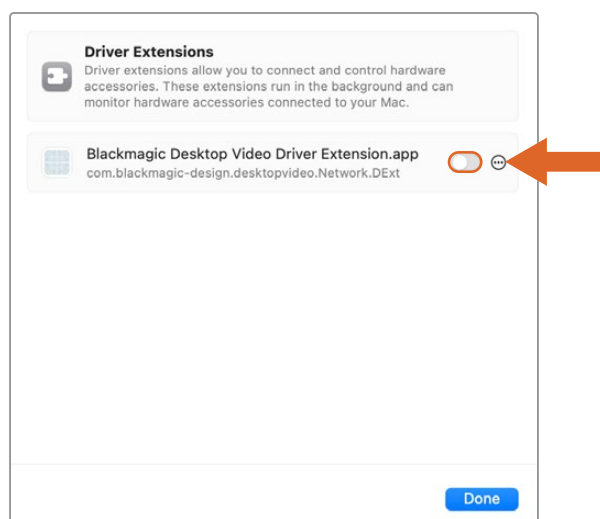 Driver Extensions
Driver extensions allow you to connect and control hardware
accessories. These extensions run in the background and can
monitor hardware accessories connected to your Mac.
Blackmagic Desktop Video Driver Extension.app
com.blackmagic-design.desktopvideo.Network.DExt
Done